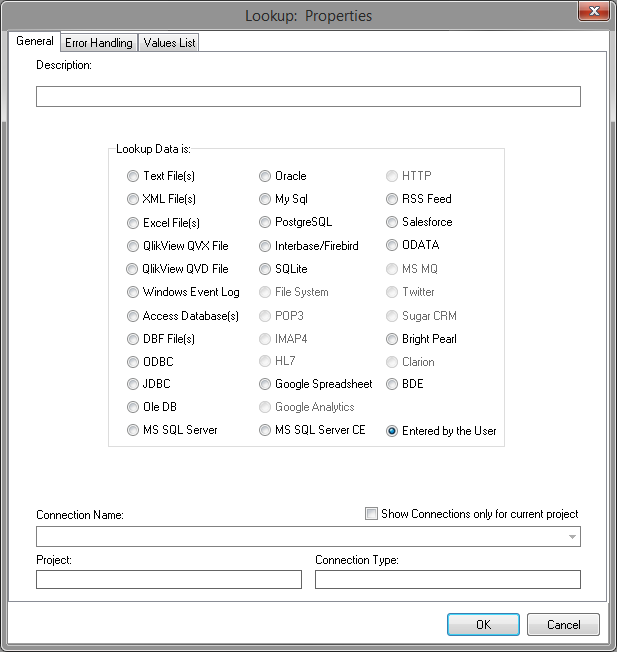 Lookup: Properties
General
Error Handling
Values List
Description:
Lookup Data is:
Text File(s)
Oracle
HTTP
XML File(s)
My Sql
RSS Feed
Excel File(s)
PostgreSQL
Salesforce
QlikView QVX File
Interbase/Firebird
ODATA
QlikView QVD File
SQLite
MS MQ
Windows Event Log
File System
Twitter
Access Database(s)
POP3
Sugar CRM
DBF File(s)
IMAP4
Bright Pearl
ODBC
HL7
Clarion
JDBC
Google Spreadsheet
BDE
Ole DB
Google Analytics
MS SQL Server
MS SQL Server CE
Entered by the User
Connection Name:
Show Connections only for current project
Project:
Connection Type:
OK
Cancel